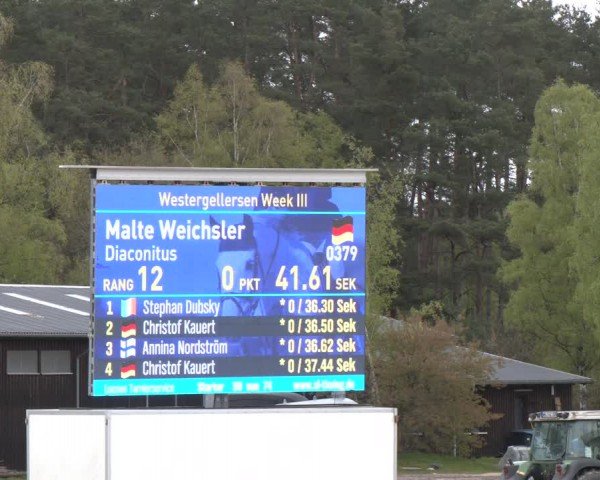 Westergellersen Week III
Malte Weichsler
Diaconitus
0379
RANG 12 0 PKT 41.61 SEK
1 Stephan Dubsky * 0 / 36.30 Sek
2 Christof Kauert * 0 / 36.50 Sek
3 Annina Nordström * 0 / 36.62 Sek
4 Christof Kauert * 0 / 37.44 Sek
Starter